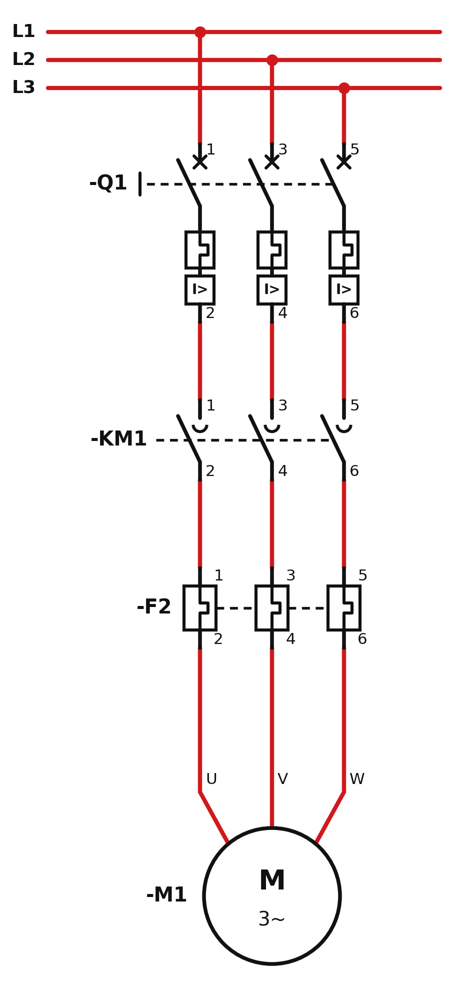 L1
L2
L3
1 3 5
-Q1
I> I> I>
2 4 6
1 3 5
-KM1
2 4 6
1 3 5
-F2
2 4 6
U V W
M
-M1
3~